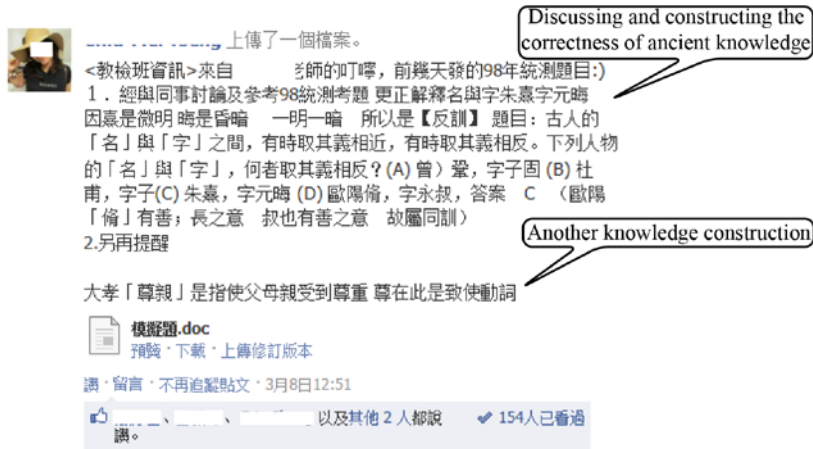 Discussing and constructing the
correctness of ancient knowledge
上傳了一個檔案。
<教檢班資訊>來自 老師的叮嚀，前幾天發的98年統測題目:)
1．經與同事討論及參考98統測考題 更正解釋名與字朱熹字元晦
因熹是微明 晦是昏暗 一明一暗 所以是【反訓】 題目：古人的
「名」與「字」之間，有時取其義相近，有時取其義相反。下列人物
的「名」與「字」，何者取其義相反？(A) 曾）鞏，字子固 (B) 杜
甫，字子(C) 朱熹，字元晦 (D) 歐陽脩，字永叔，答案 C （歐陽
「脩」有善；長之意 叔也有善之意 故屬同訓）
2.另再提醒
Another knowledge construction
大孝「尊親」是指使父母親受到尊重 尊在此是致使動詞
模擬題.doc
預覽．下載．上傳修訂版本
讚．留言．不再追蹤貼文．3月8日12:51
、 、 以及其他 2 人都說
讚。
154人已看過